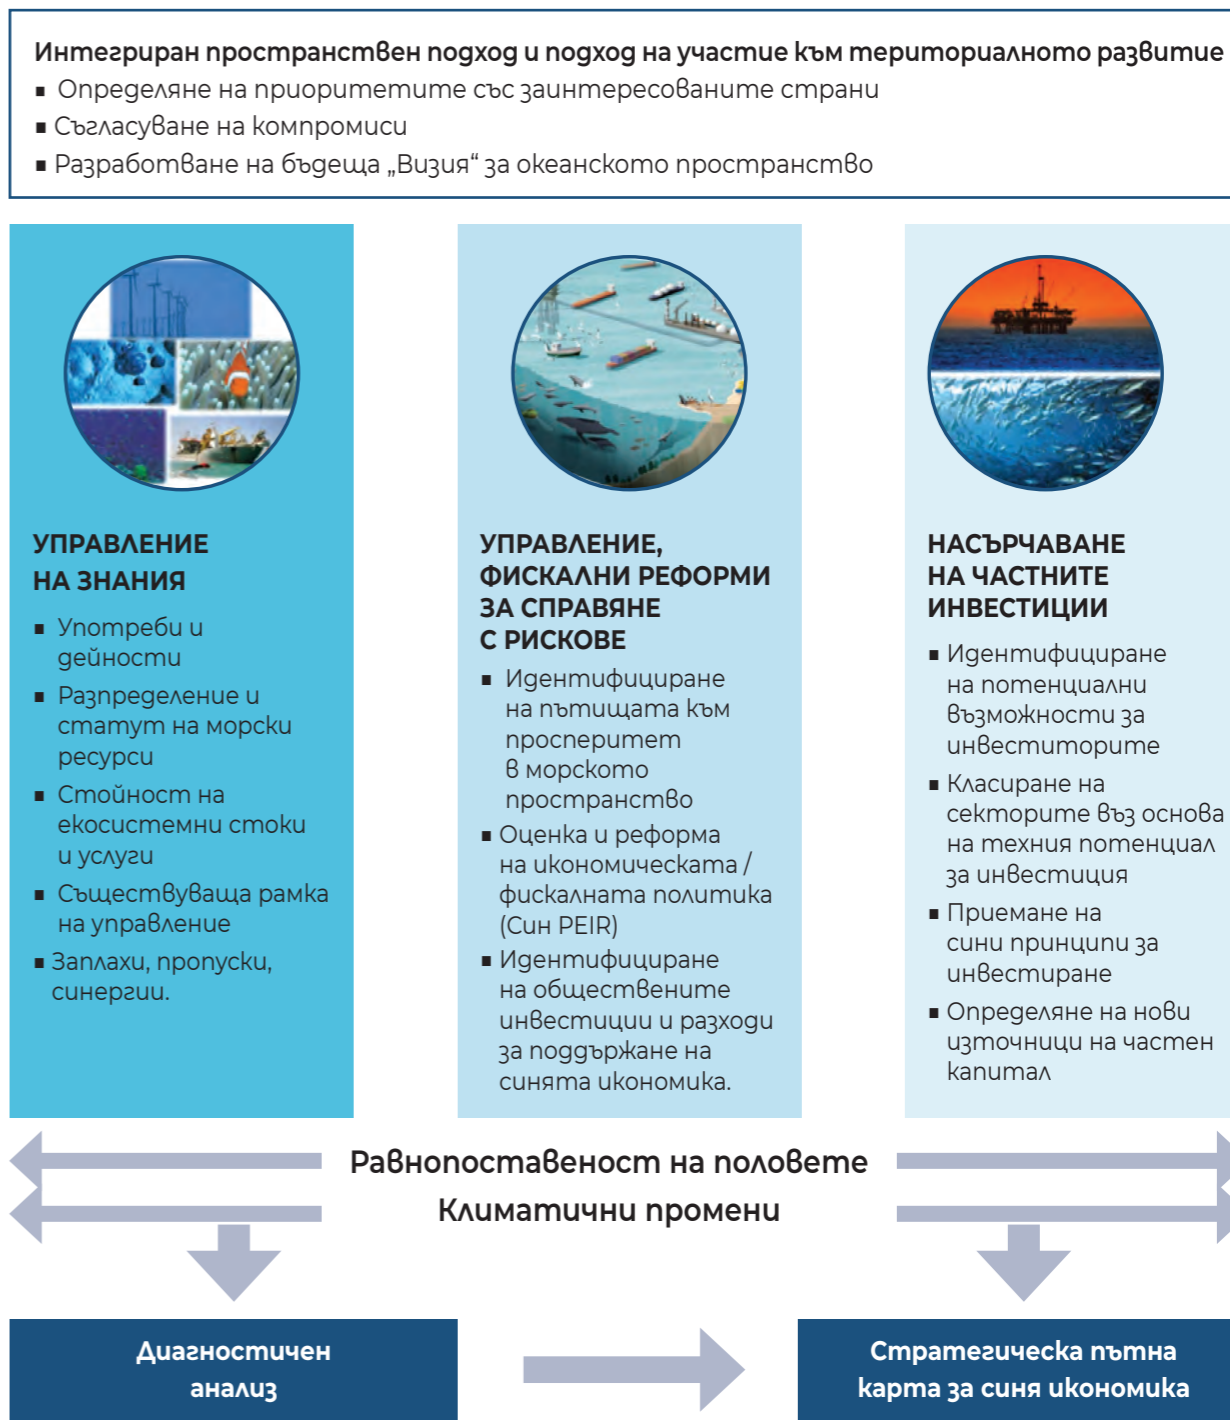 Интегриран пространствен подход и подход на участие към териториалното развитие
▪ Определяне на приоритетите със заинтересованите страни
▪ Съгласуване на компромиси
▪ Разработване на бъдеща „Визия“ за океанското пространство
УПРАВЛЕНИЕ
НА ЗНАНИЯ
▪ Употреби и
дейности
▪ Разпределение и
статут на морски
ресурси
▪ Стойност на
екосистемни стоки
и услуги
▪ Съществуваща рамка
на управление
▪ Заплахи, пропуски,
синергии.
УПРАВЛЕНИЕ,
ФИСКАЛНИ РЕФОРМИ
ЗА СПРАВЯНЕ
С РИСКОВЕ
▪ Идентифициране
на пътищата към
просперитет
в морското
пространство
▪ Оценка и реформа
на икономическата /
фискалната политика
(Син PEIR)
▪ Идентифициране
на обществените
инвестиции и разходи
за поддържане на
синята икономика.
НАСЪРЧАВАНЕ
НА ЧАСТНИТЕ
ИНВЕСТИЦИИ
▪ Идентифициране
на потенциални
възможности за
инвеститорите
▪ Класиране на
секторите въз основа
на техния потенциал
за инвестиция
▪ Приемане на
сини принципи за
инвестиране
▪ Определяне на нови
източници на частен
капитал
Равнопоставеност на половете
Климатични промени
Диагностичен
анализ
Стратегическа пътна
карта за синя икономика